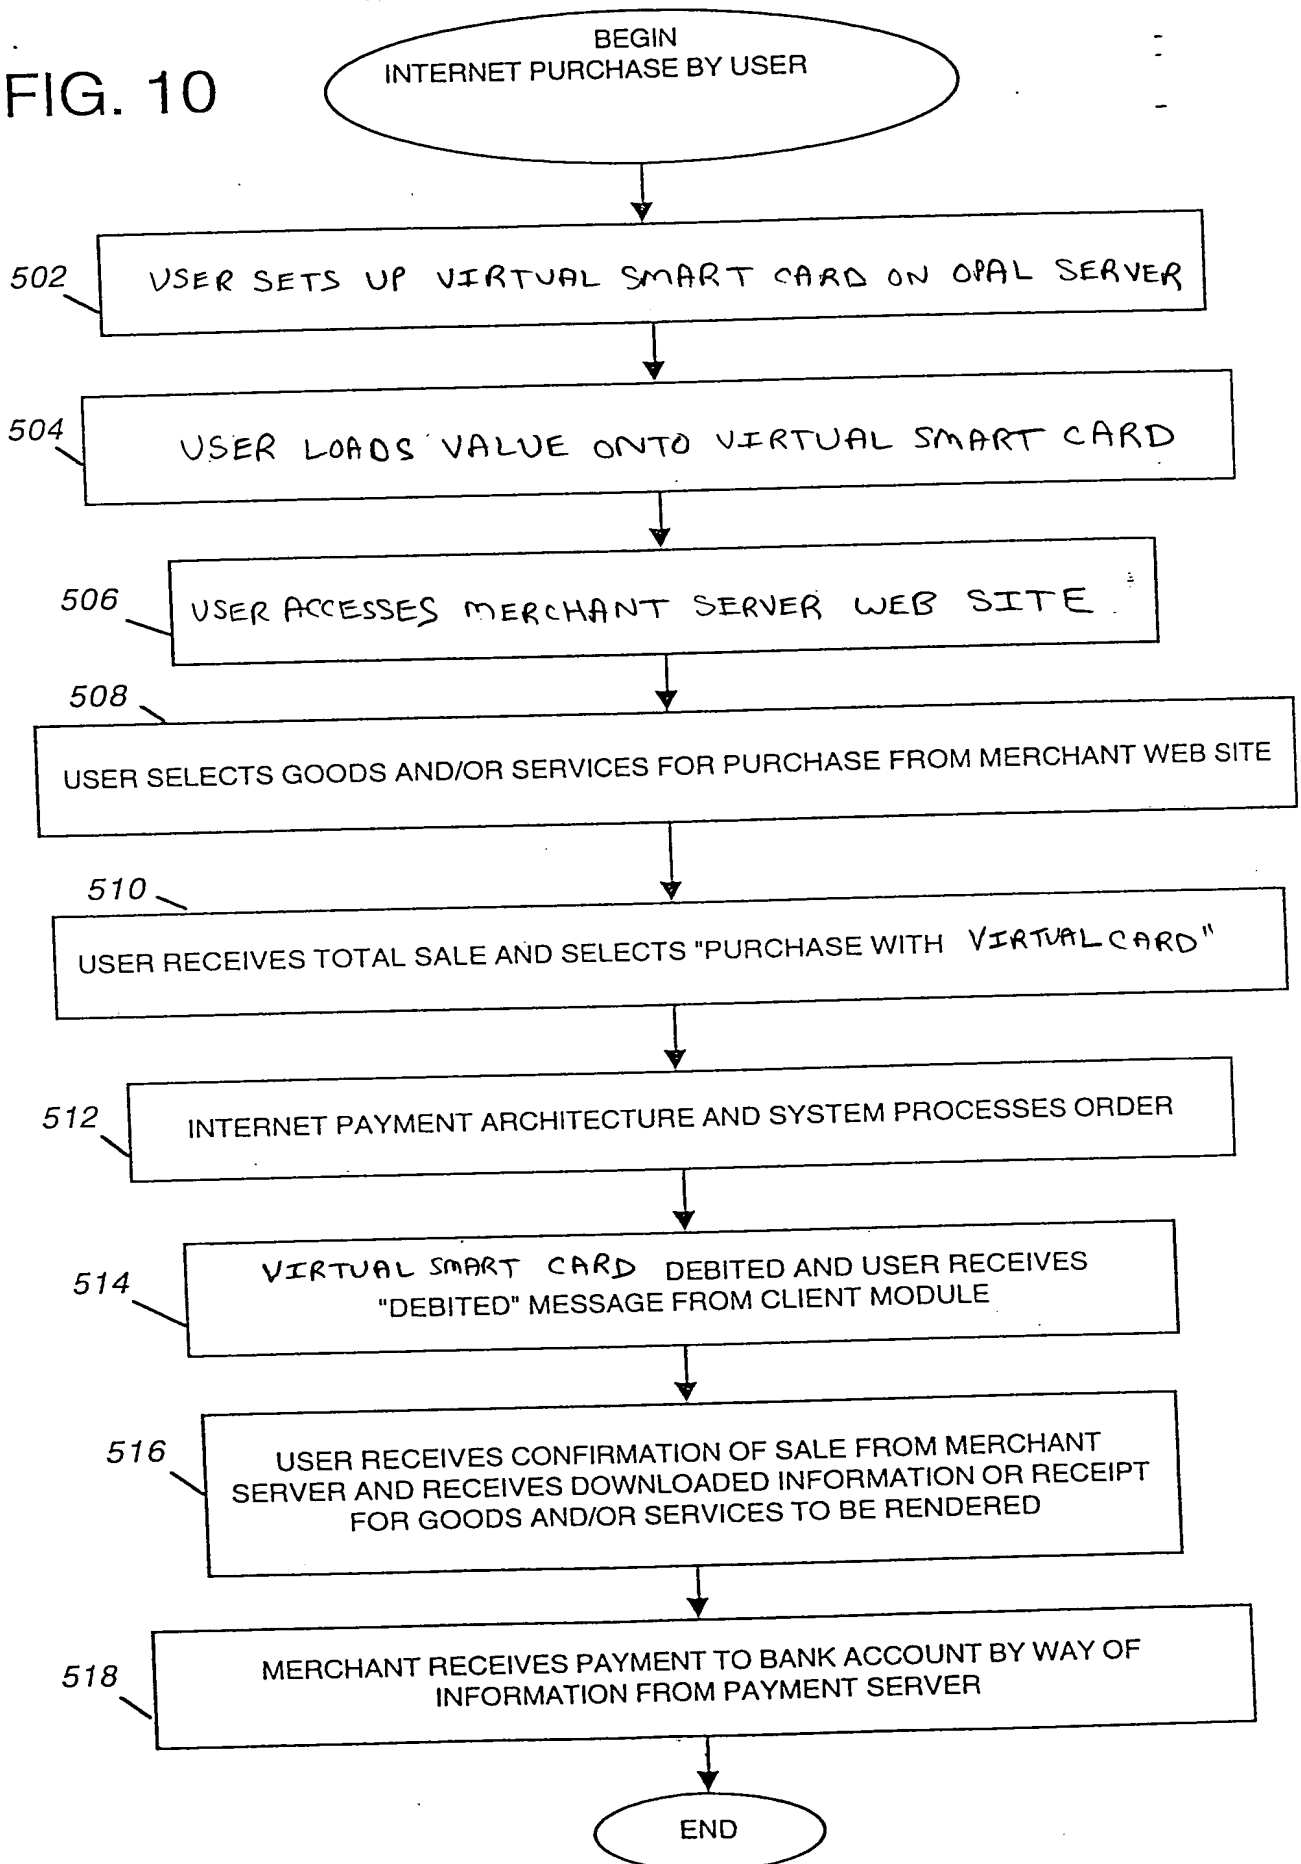 FIG. 10
BEGIN
INTERNET PURCHASE BY USER
502
USER SETS UP VIRTUAL SMART CARD ON OPAL SERVER
504
USER LOADS VALUE ONTO VIRTUAL SMART CARD
506
USER ACCESSES MERCHANT SERVER WEB SITE
508
USER SELECTS GOODS AND/OR SERVICES FOR PURCHASE FROM MERCHANT WEB SITE
510
USER RECEIVES TOTAL SALE AND SELECTS "PURCHASE WITH VIRTUAL CARD"
512
INTERNET PAYMENT ARCHITECTURE AND SYSTEM PROCESSES ORDER
514
VIRTUAL SMART CARD DEBITED AND USER RECEIVES
"DEBITED" MESSAGE FROM CLIENT MODULE
516
USER RECEIVES CONFIRMATION OF SALE FROM MERCHANT
SERVER AND RECEIVES DOWNLOADED INFORMATION OR RECEIPT
FOR GOODS AND/OR SERVICES TO BE RENDERED
518
MERCHANT RECEIVES PAYMENT TO BANK ACCOUNT BY WAY OF
INFORMATION FROM PAYMENT SERVER
END